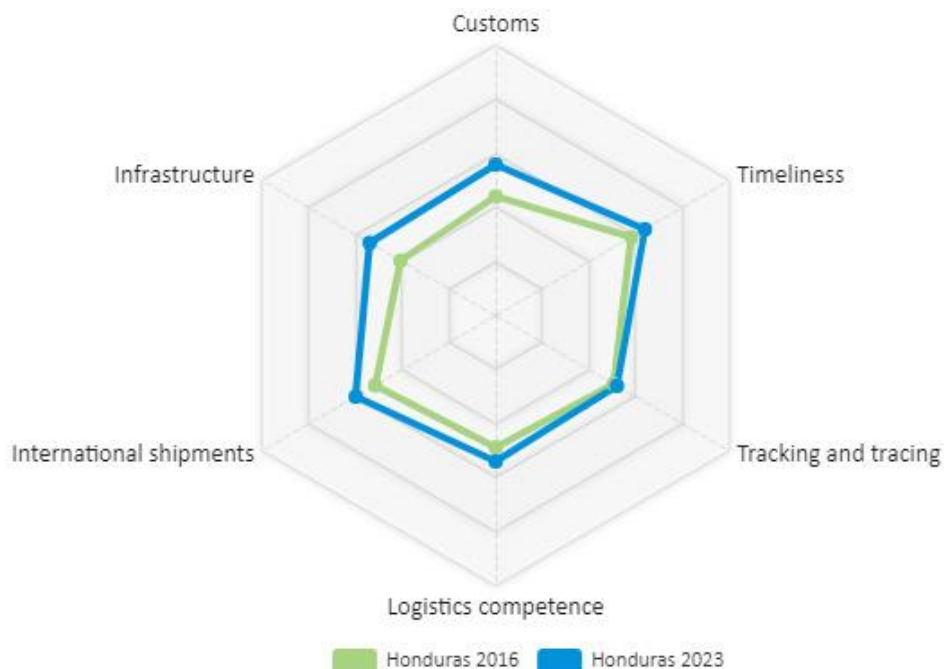 Customs
Infrastructure
Timeliness
International shipments
Tracking and tracing
Logistics competence
Honduras 2016
Honduras 2023